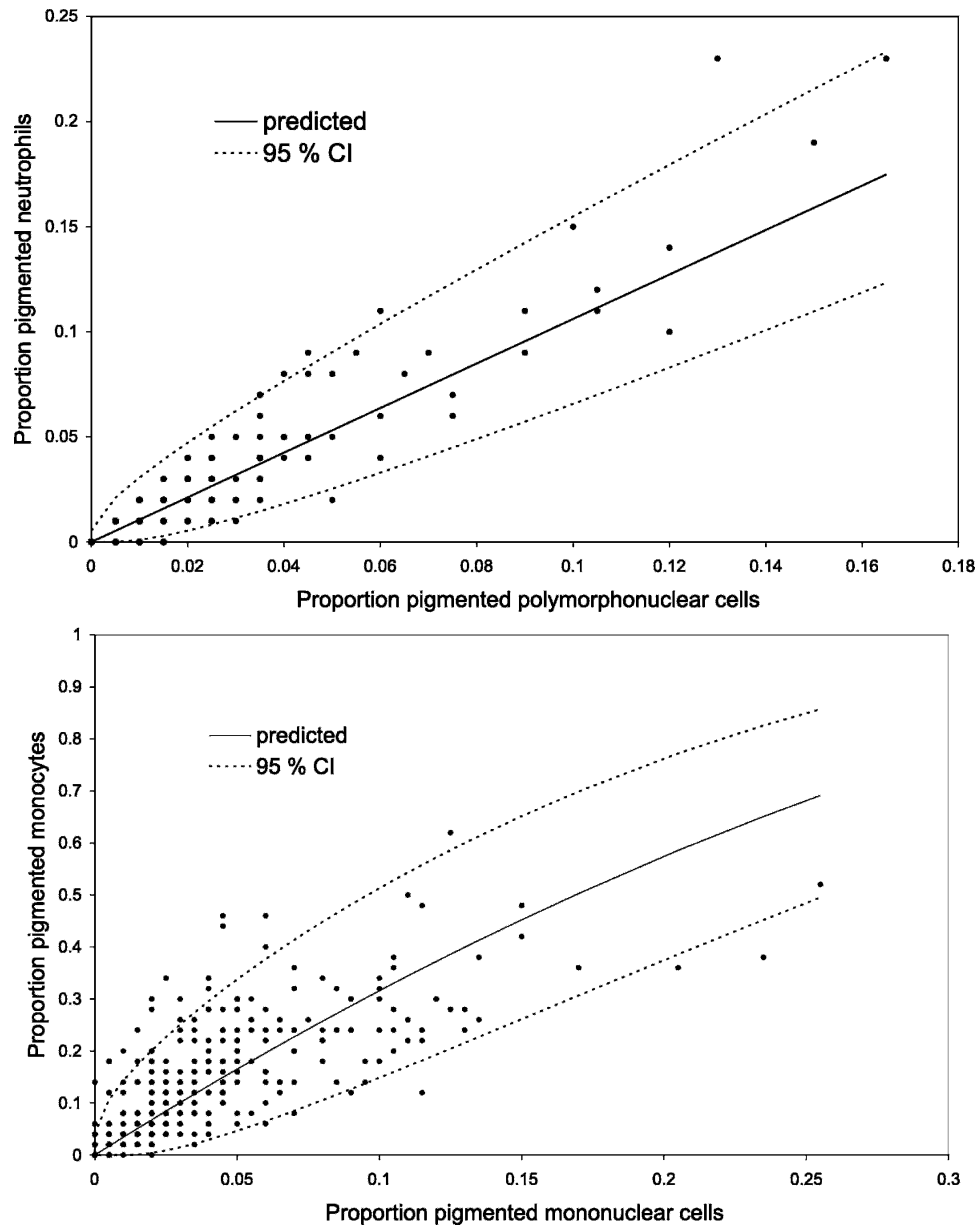 0.25
0.2
0.15
0.1
0.05
0
Proportion pigmented neutrophils
predicted
95 % CI
0 0.02 0.04 0.06 0.08 0.1 0.12 0.14 0.16 0.18
Proportion pigmented polymorphonuclear cells
1
0.9
0.8
0.7
0.6
0.5
0.4
0.3
0.2
0.1
0
Proportion pigmented monocytes
predicted
95 % CI
0 0.05 0.1 0.15 0.2 0.25 0.3
Proportion pigmented mononuclear cells